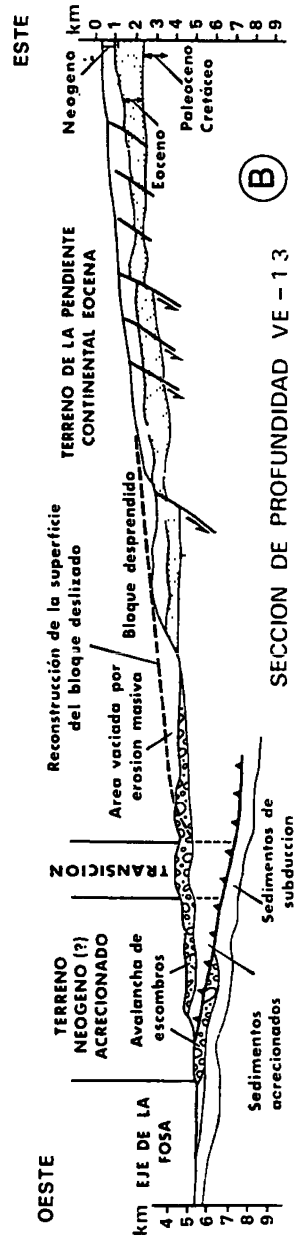 OESTE
ESTE
km
4
5
6
7
8
9
EJE DE LA
FOSA
TERRENO
NEOGENO (?)
ACRECIONADO
Avalancha de
escombros
TRANSICION
Reconstrucción de la superficie
del bloque deslizado
Area vaciada por
erosion masiva
Bloque desprendido
TERRENO DE LA PENDIENTE
CONTINENTAL EOCENA
Neogeno
Eoceno
Paleoceno
Cretáceo
km
0
1
2
3
4
5
6
7
8
9
Sedimentos
acrecionados
Sedimentos de
subducción
SECCION DE PROFUNDIDAD VE-13
B